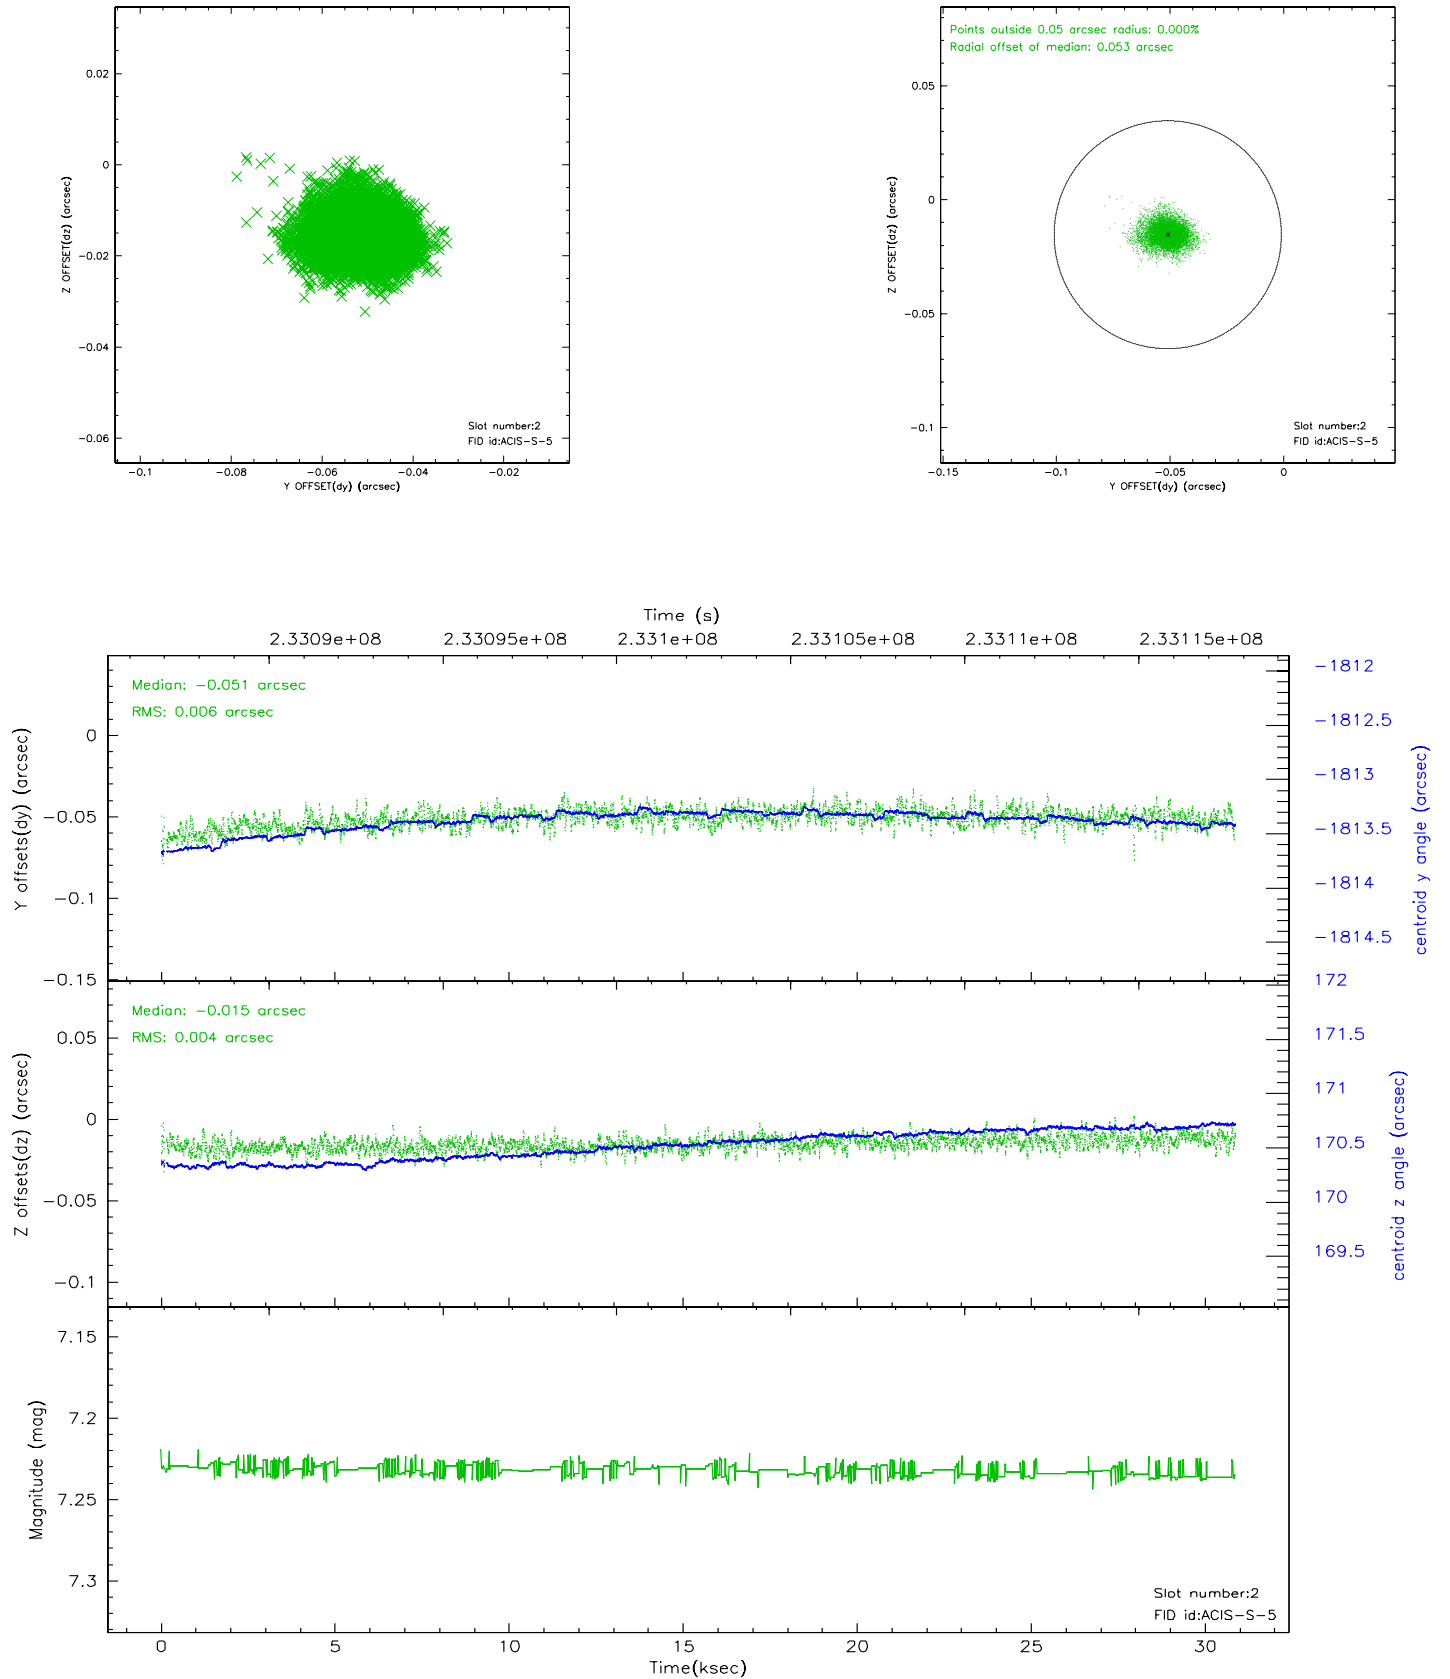 0.02
0
−0.02
−0.04
−0.06
Z OFFSET(dz) (arcsec)
−0.1
−0.08
−0.06
−0.04
−0.02
Y OFFSET(dy) (arcsec)
Slot number:2
FID id:ACIS−S−5
Points outside 0.05 arcsec radius: 0.000%
Radial offset of median: 0.053 arcsec
0.05
0
−0.05
−0.1
Z OFFSET(dz) (arcsec)
−0.15
−0.1
−0.05
0
Y OFFSET(dy) (arcsec)
Slot number:2
FID id:ACIS−S−5
Time (s)
2.3309e+08
2.33095e+08
2.331e+08
2.33105e+08
2.3311e+08
2.33115e+08
Median: −0.051 arcsec
RMS: 0.006 arcsec
0
−0.05
−0.1
−0.15
Y offsets(dy) (arcsec)
−1812
−1812.5
−1813
−1813.5
−1814
−1814.5
centroid y angle (arcsec)
Median: −0.015 arcsec
RMS: 0.004 arcsec
0.05
0
−0.05
−0.1
Z offsets(dz) (arcsec)
172
171.5
171
170.5
170
169.5
centroid z angle (arcsec)
7.15
7.2
7.25
7.3
Magnitude (mag)
Slot number:2
FID id:ACIS−S−5
0
5
10
15
20
25
30
Time(ksec)